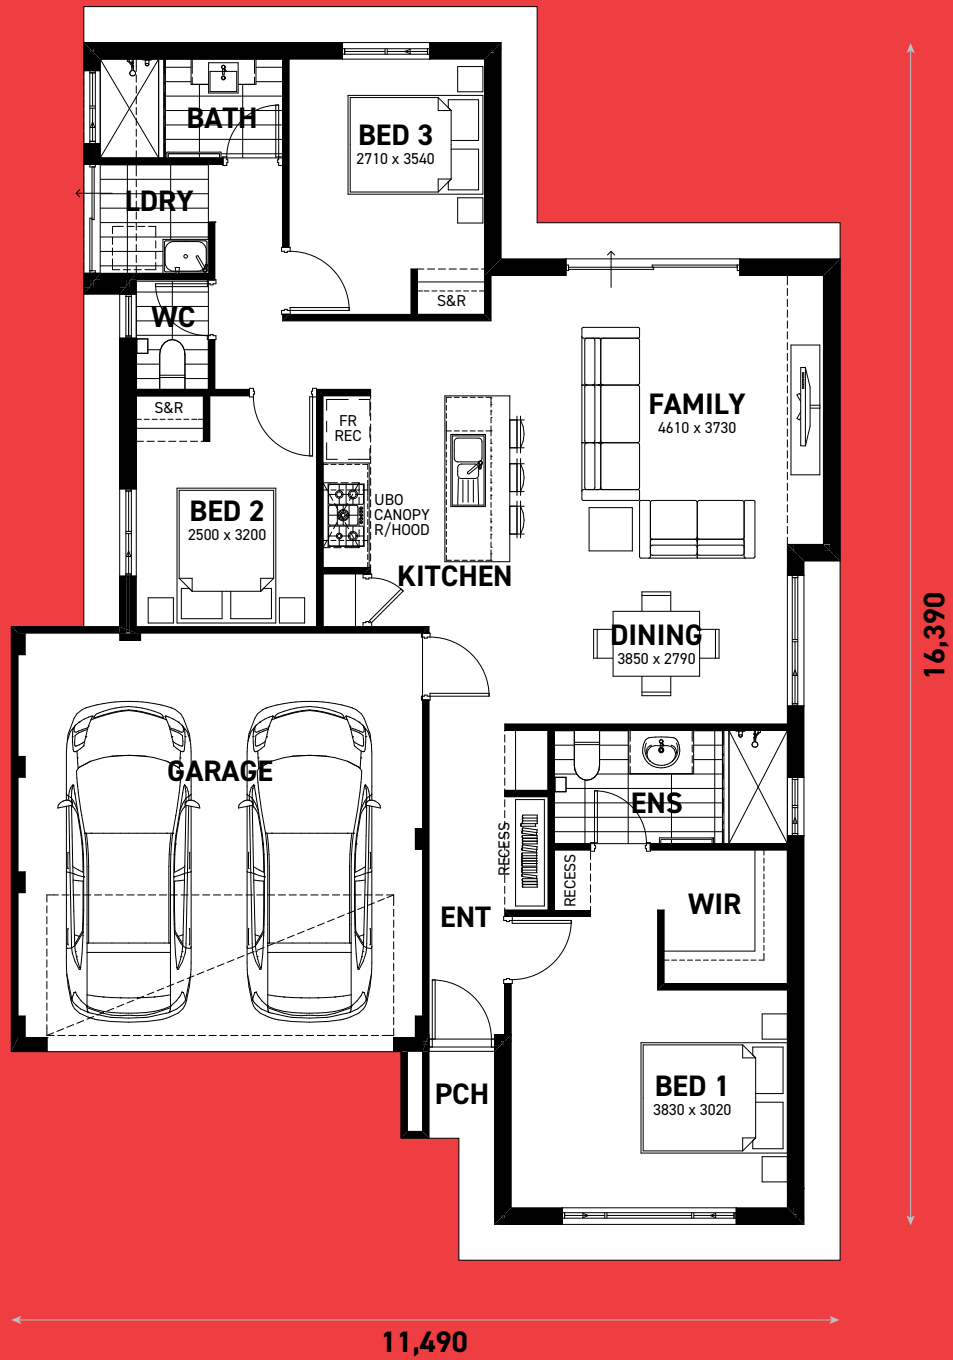 BATH
BED 3
2710 x 3540
LDRY
S&R
WC
S&R
FR
REC
FAMILY
4610 x 3730
BED 2
2500 x 3200
UBO
CANOPY
R/HOOD
KITCHEN
DINING
3850 x 2790
16,390
GARAGE
ENS
RECESS
RECESS
WIR
ENT
BED 1
3830 x 3020
PCH
11,490